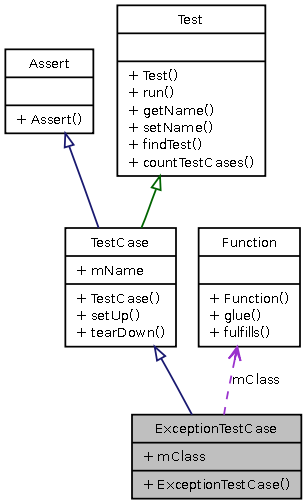 Test
+ Test()
+ run()
+ getName()
+ setName()
+ findTest()
+ countTestCases()
Assert
+ Assert()
TestCase
+ mName
+ TestCase()
+ setUp()
+ tearDown()
Function
+ Function()
+ glue()
+ fulfills()
mClass
ExceptionTestCase
+ mClass
+ ExceptionTestCase()